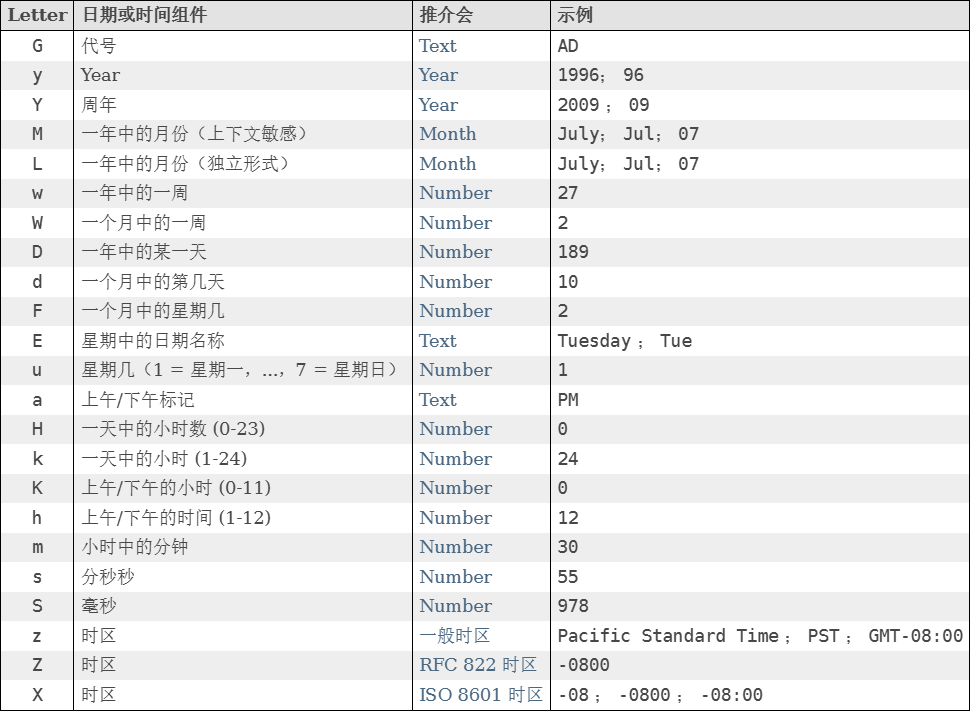 Letter 日期或时间组件 推介会 示例
G 代号 Text AD
y Year Year 1996; 96
Y 周年 Year 2009; 09
M 一年中的月份（上下文敏感） Month July; Jul; 07
L 一年中的月份（独立形式） Month July; Jul; 07
w 一年中的一周 Number 27
W 一个月中的一周 Number 2
D 一年中的某一天 Number 189
d 一个月中的第几天 Number 10
F 一个月中的星期几 Number 2
E 星期中的日期名称 Text Tuesday; Tue
u 星期几（1 = 星期一，...，7 = 星期日） Number 1
a 上午/下午标记 Text PM
H 一天中的小时数 (0-23) Number 0
k 一天中的小时 (1-24) Number 24
K 上午/下午的小时 (0-11) Number 0
h 上午/下午的时间 (1-12) Number 12
m 小时中的分钟 Number 30
s 分秒秒 Number 55
S 毫秒 Number 978
z 时区 一般时区 Pacific Standard Time; PST; GMT-08:00
Z 时区 RFC 822 时区 -0800
X 时区 ISO 8601 时区 -08; -0800; -08:00